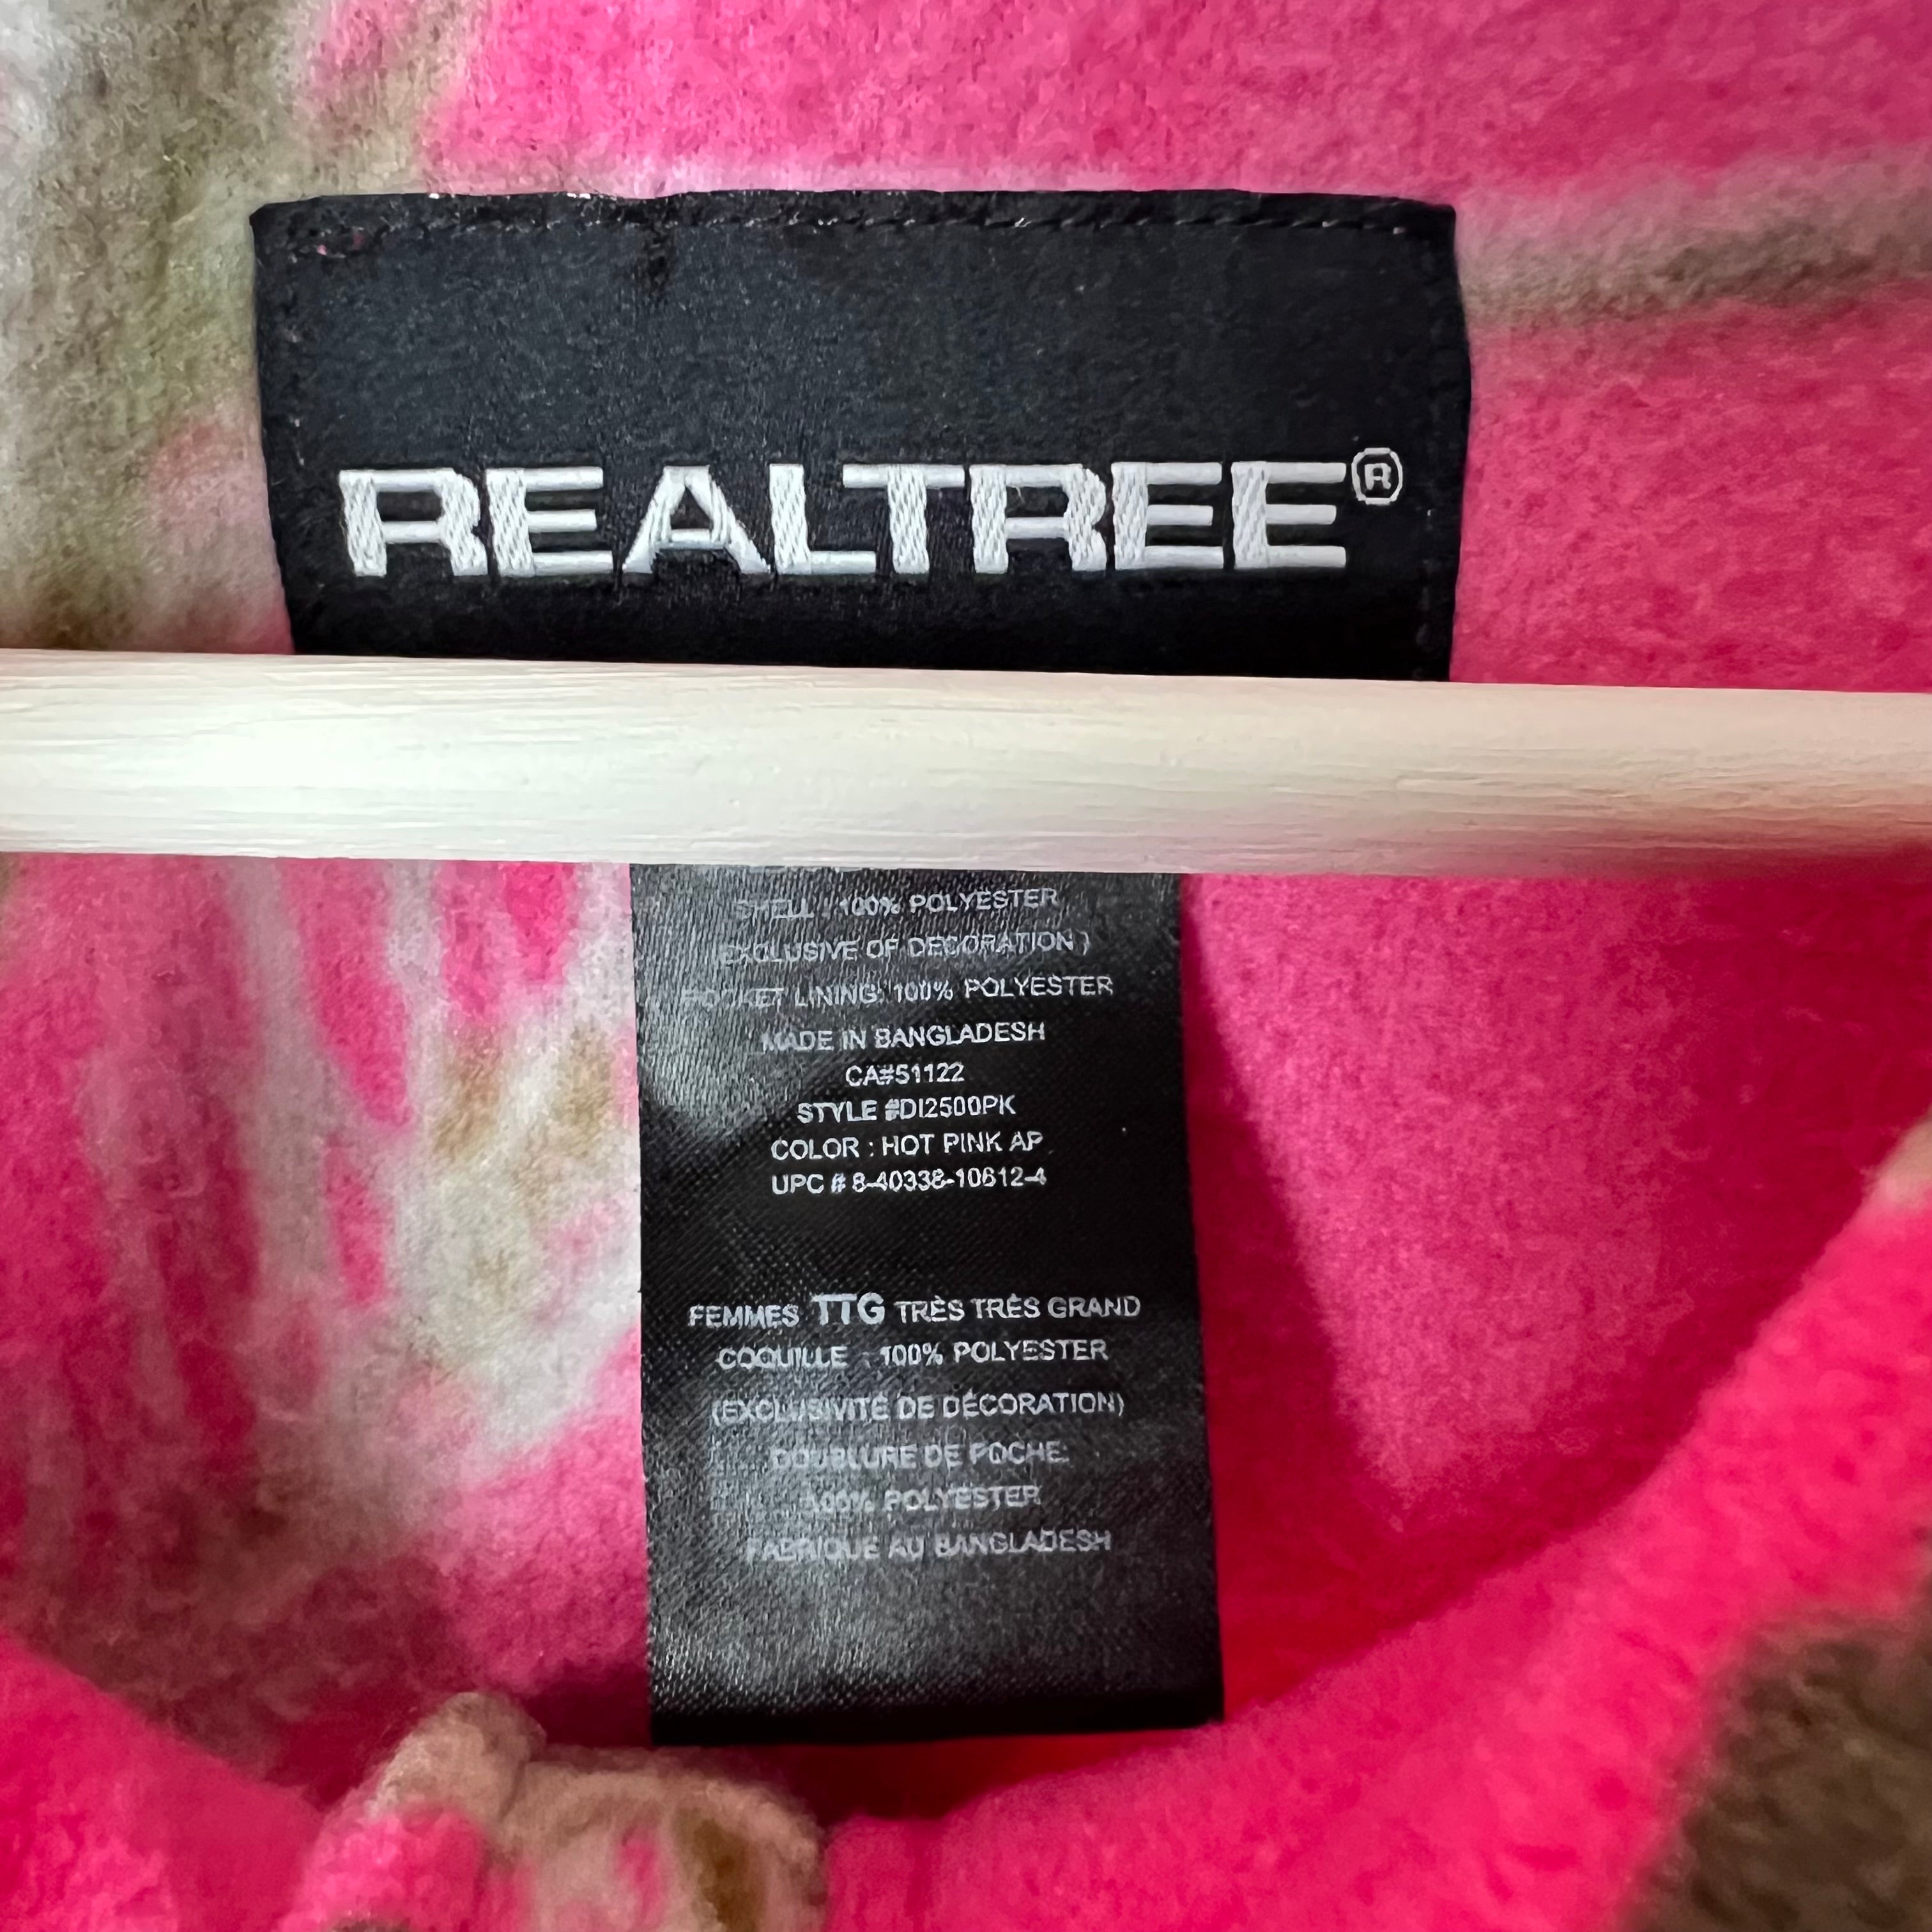 REALTREE®
SHELL : 100% POLYESTER
(EXCLUSIVE OF DECORATION)
POCKET LINING: 100% POLYESTER
MADE IN BANGLADESH
CA#51122
STYLE #DI2500PK
COLOR : HOT PINK AP
UPC # 8-40338-10612-4
FEMMES TTG TRÈS TRÈS GRAND
COQUILLE : 100% POLYESTER
(EXCLUSIVITÉ DE DÉCORATION)
DOUBLURE DE POCHE:
100% POLYESTER
FABRIQUE AU BANGLADESH